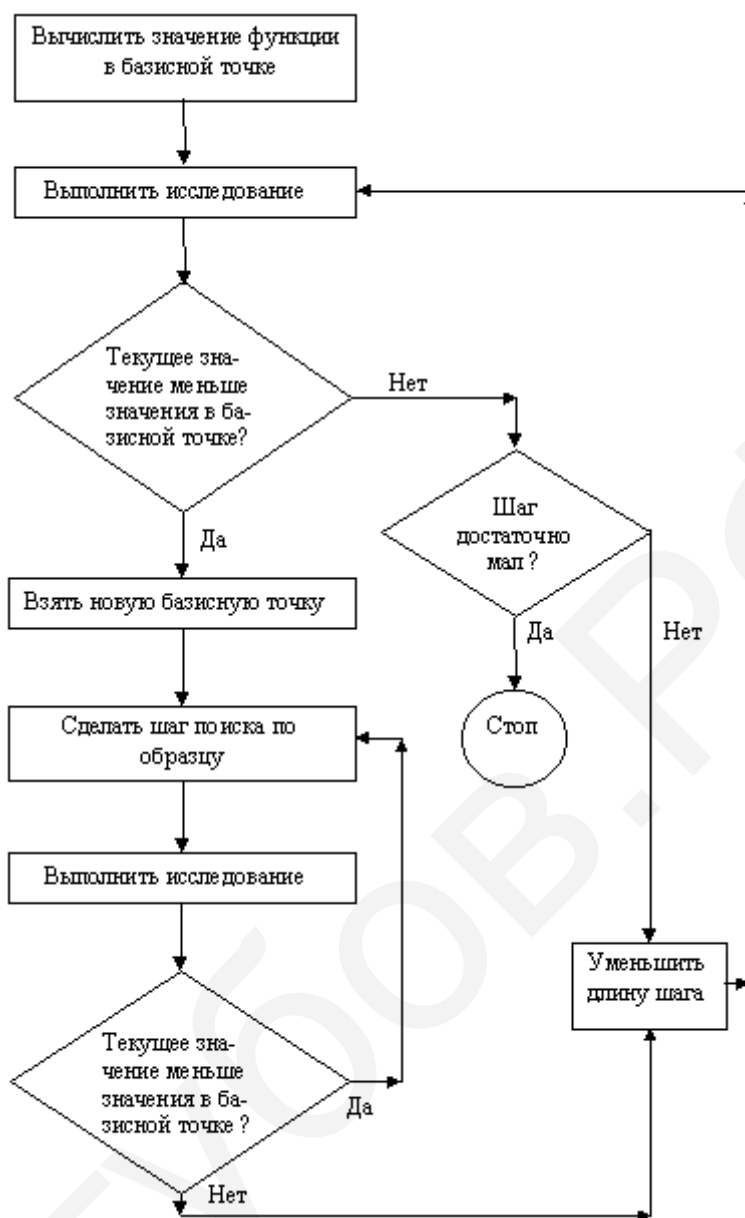 Вычислить значение функции
в базисной точке
Выполнить исследование
Текущее зна-
чение меньше
значения в ба-
зисной точке?
Нет
Да
Шаг
достаточно
мал ?
Да
Нет
Стоп
Взять новую базисную точку
Сделать шаг поиска по
образцу
Выполнить исследование
Уменьшить
длину шага
Текущее зна-
чение меньше
значения в ба-
зисной точке ?
Да
Нет